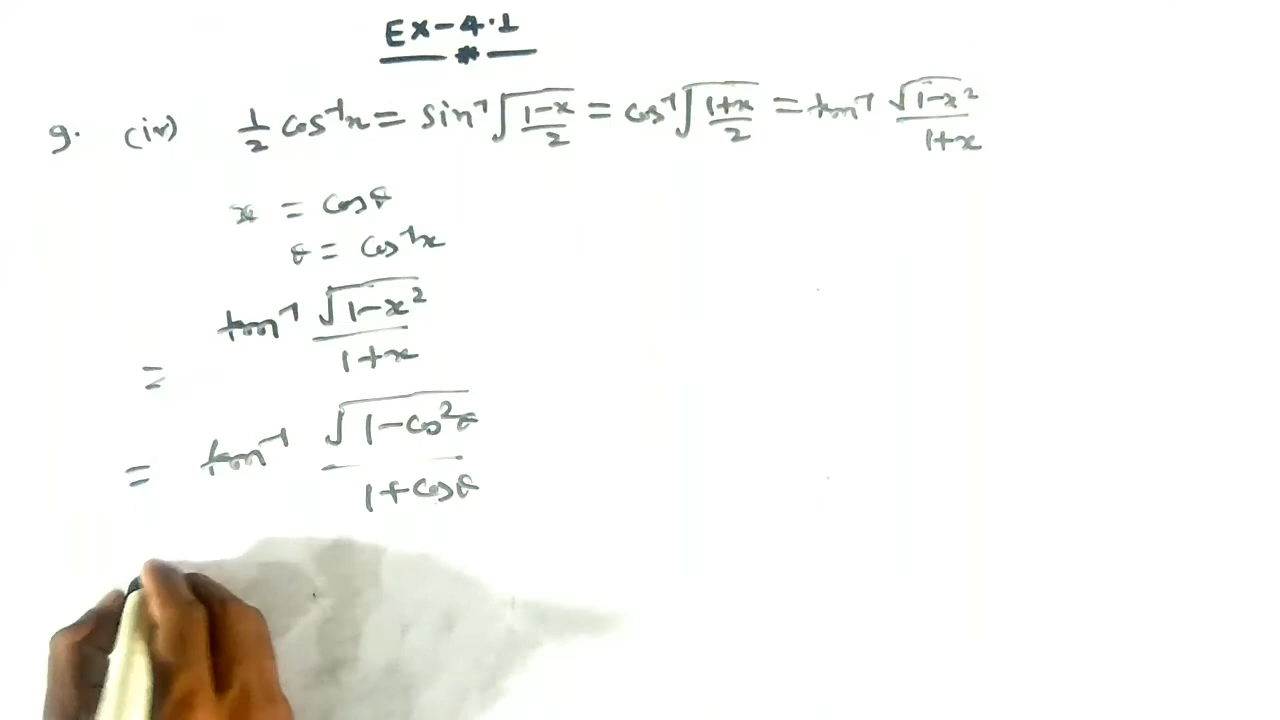 Ex-4.1
9. (iv) 1/2 cos⁻¹x = sin⁻¹√((1-x)/2) = cos⁻¹√((1+x)/2) = tan⁻¹ √(1-x²)/(1+x)
x = cosθ
θ = cos⁻¹x
= tan⁻¹ √(1-x²)/(1+x)
= tan⁻¹ √(1-cos²θ)/(1+cosθ)